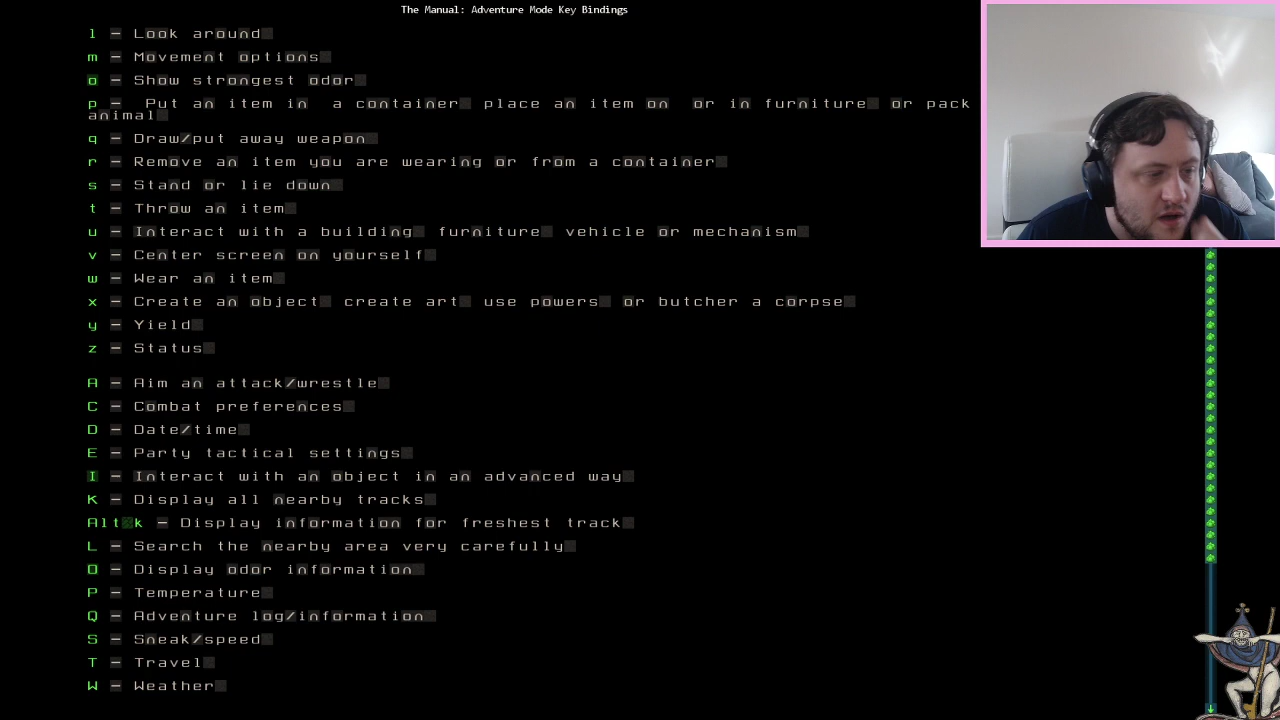 The Manual: Adventure Mode Key Bindings
l - Look around
m - Movement options
o - Show strongest odor
p - Put an item in a container place an item on or in furniture or pack
animal
q - Draw/put away weapon
r - Remove an item you are wearing or from a container
s - Stand or lie down
t - Throw an item
u - Interact with a building furniture vehicle or mechanism
v - Center screen on yourself
w - Wear an item
x - Create an object create art use powers or butcher a corpse
y - Yield
z - Status
A - Aim an attack/wrestle
C - Combat preferences
D - Date/time
E - Party tactical settings
I - Interact with an object in an advanced way
K - Display all nearby tracks
Alt k - Display information for freshest track
L - Search the nearby area very carefully
O - Display odor information
P - Temperature
Q - Adventure log/information
S - Sneak/speed
T - Travel
W - Weather